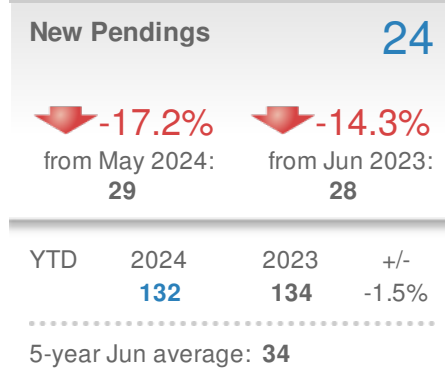 New Pendings 24
-17.2% -14.3%
from May 2024: from Jun 2023:
29 28
YTD 2024 2023 +/-
132 134 -1.5%
5-year Jun average: 34